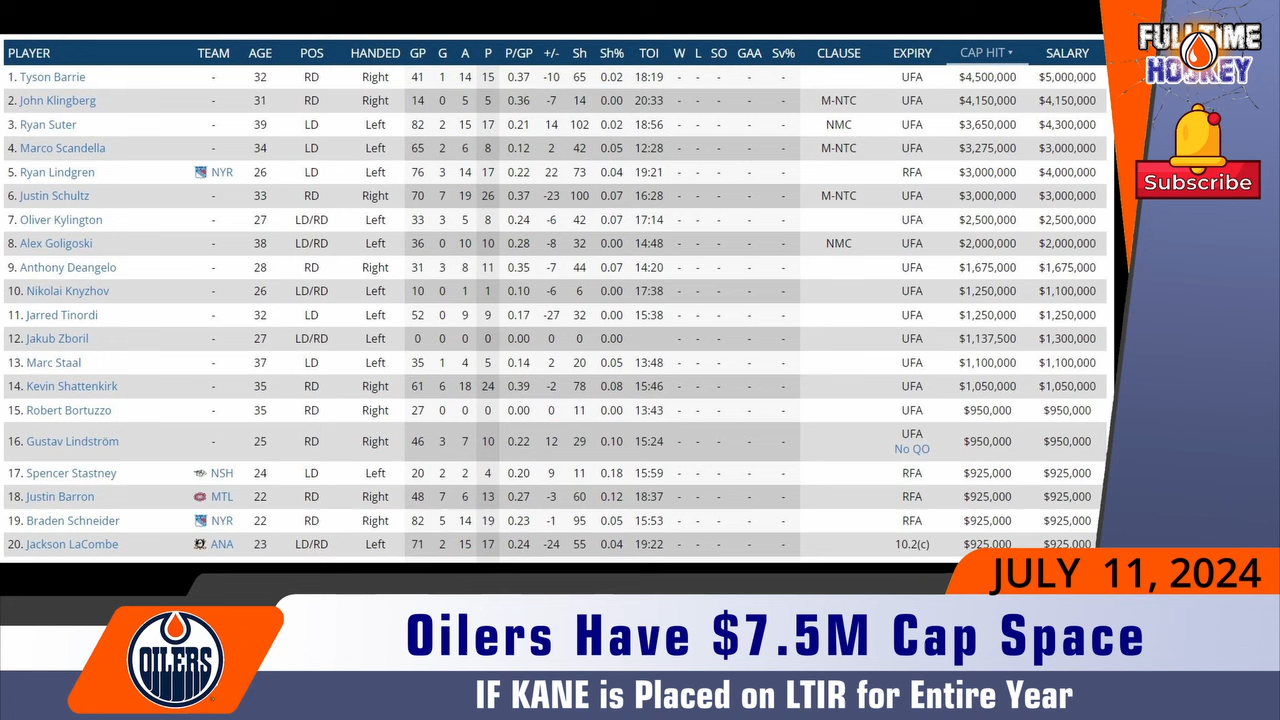 PLAYER TEAM AGE POS HANDED GP G A P P/GP +/- Sh Sh% TOI W L SO GAA Sv% CLAUSE EXPIRY CAP HIT ▾ SALARY
1. Tyson Barrie - 32 RD Right 41 1 14 15 0.37 -10 65 0.02 18:19 - - - - - UFA $4,500,000 $5,000,000
2. John Klingberg - 31 RD Right 14 0 5 5 0.36 -7 14 0.00 20:33 - - - - - M-NTC UFA $4,150,000 $4,150,000
3. Ryan Suter - 39 LD Left 82 2 15 17 0.21 14 102 0.02 18:56 - - - - - NMC UFA $3,650,000 $4,300,000
4. Marco Scandella - 34 LD Left 65 2 6 8 0.12 2 42 0.05 12:28 - - - - - M-NTC UFA $3,275,000 $3,000,000
5. Ryan Lindgren NYR 26 LD Left 76 3 14 17 0.22 22 73 0.04 19:21 - - - - - RFA $3,000,000 $4,000,000
6. Justin Schultz - 33 RD Right 70 7 19 26 0.37 -23 100 0.07 16:28 - - - - - M-NTC UFA $3,000,000 $3,000,000
7. Oliver Kylington - 27 LD/RD Left 33 3 5 8 0.24 -6 42 0.07 17:14 - - - - - UFA $2,500,000 $2,500,000
8. Alex Goligoski - 38 LD/RD Left 36 0 10 10 0.28 -8 32 0.00 14:48 - - - - - NMC UFA $2,000,000 $2,000,000
9. Anthony Deangelo - 28 RD Right 31 3 8 11 0.35 -7 44 0.07 14:20 - - - - - UFA $1,675,000 $1,675,000
10. Nikolai Knyzhov - 26 LD/RD Left 10 0 1 1 0.10 -6 6 0.00 17:38 - - - - - UFA $1,250,000 $1,100,000
11. Jarred Tinordi - 32 LD Left 52 0 9 9 0.17 -27 32 0.00 15:38 - - - - - UFA $1,250,000 $1,250,000
12. Jakub Zboril - 27 LD/RD Left 0 0 0 0 0.00 0 0 0.00 - - - - - UFA $1,137,500 $1,300,000
13. Marc Staal - 37 LD Left 35 1 4 5 0.14 2 20 0.05 13:48 - - - - - UFA $1,100,000 $1,100,000
14. Kevin Shattenkirk - 35 RD Right 61 6 18 24 0.39 -2 78 0.08 15:46 - - - - - UFA $1,050,000 $1,050,000
15. Robert Bortuzzo - 35 RD Right 27 0 0 0 0.00 0 11 0.00 13:43 - - - - - UFA $950,000 $950,000
16. Gustav Lindström - 25 RD Right 46 3 7 10 0.22 12 29 0.10 15:24 - - - - - UFA $950,000 $950,000
No QO
17. Spencer Stastney NSH 24 LD Left 20 2 2 4 0.20 9 11 0.18 15:59 - - - - - RFA $925,000 $925,000
18. Justin Barron MTL 22 RD Right 48 7 6 13 0.27 -3 60 0.12 18:37 - - - - - RFA $925,000 $925,000
19. Braden Schneider NYR 22 RD Right 82 5 14 19 0.23 -1 95 0.05 15:53 - - - - - RFA $925,000 $925,000
20. Jackson LaCombe ANA 23 LD/RD Left 71 2 15 17 0.24 -24 55 0.04 19:22 - - - - - 10.2(c) $925,000 $925,000
FULL TIME
HOCKEY
Subscribe
JULY 11, 2024
OILERS
Oilers Have $7.5M Cap Space
IF KANE is Placed on LTIR for Entire Year